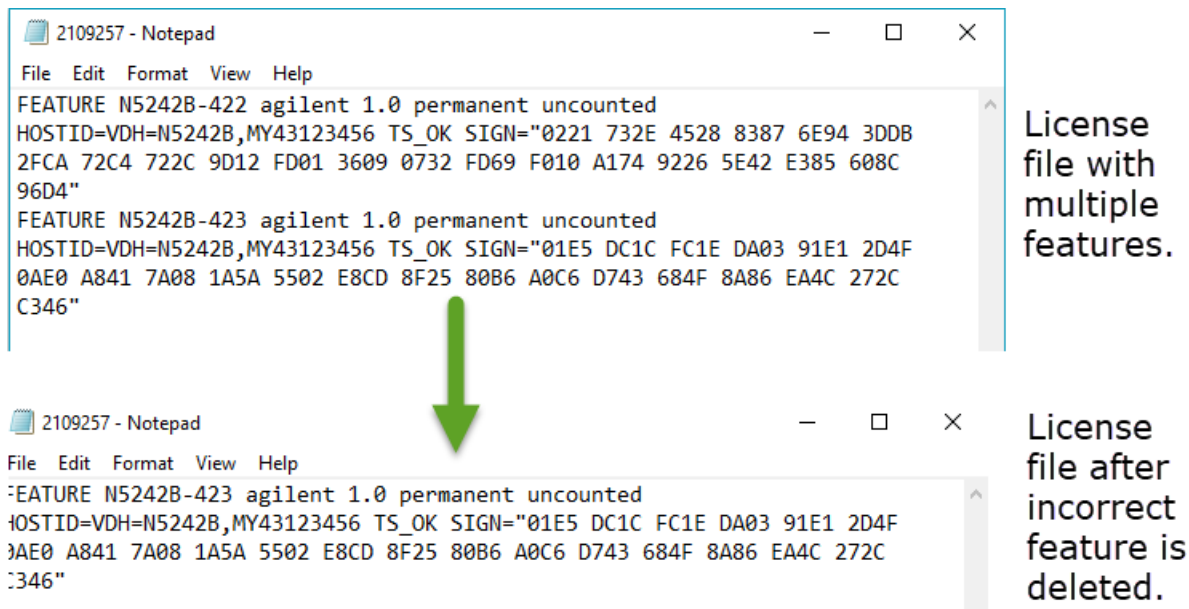 2109257 - Notepad
File Edit Format View Help
FEATURE N5242B-422 agilent 1.0 permanent uncounted
HOSTID=VDH=N5242B,MY43123456 TS_OK SIGN="0221 732E 4528 8387 6E94 3DDB
2FCA 72C4 722C 9D12 FD01 3609 0732 FD69 F010 A174 9226 5E42 E385 608C
96D4"
FEATURE N5242B-423 agilent 1.0 permanent uncounted
HOSTID=VDH=N5242B,MY43123456 TS_OK SIGN="01E5 DC1C FC1E DA03 91E1 2D4F
0AE0 A841 7A08 1A5A 5502 E8CD 8F25 80B6 A0C6 D743 684F 8A86 EA4C 272C
C346"
License
file with
multiple
features.
2109257 - Notepad
File Edit Format View Help
FEATURE N5242B-423 agilent 1.0 permanent uncounted
HOSTID=VDH=N5242B,MY43123456 TS_OK SIGN="01E5 DC1C FC1E DA03 91E1 2D4F
0AE0 A841 7A08 1A5A 5502 E8CD 8F25 80B6 A0C6 D743 684F 8A86 EA4C 272C
C346"
License
file after
incorrect
feature is
deleted.